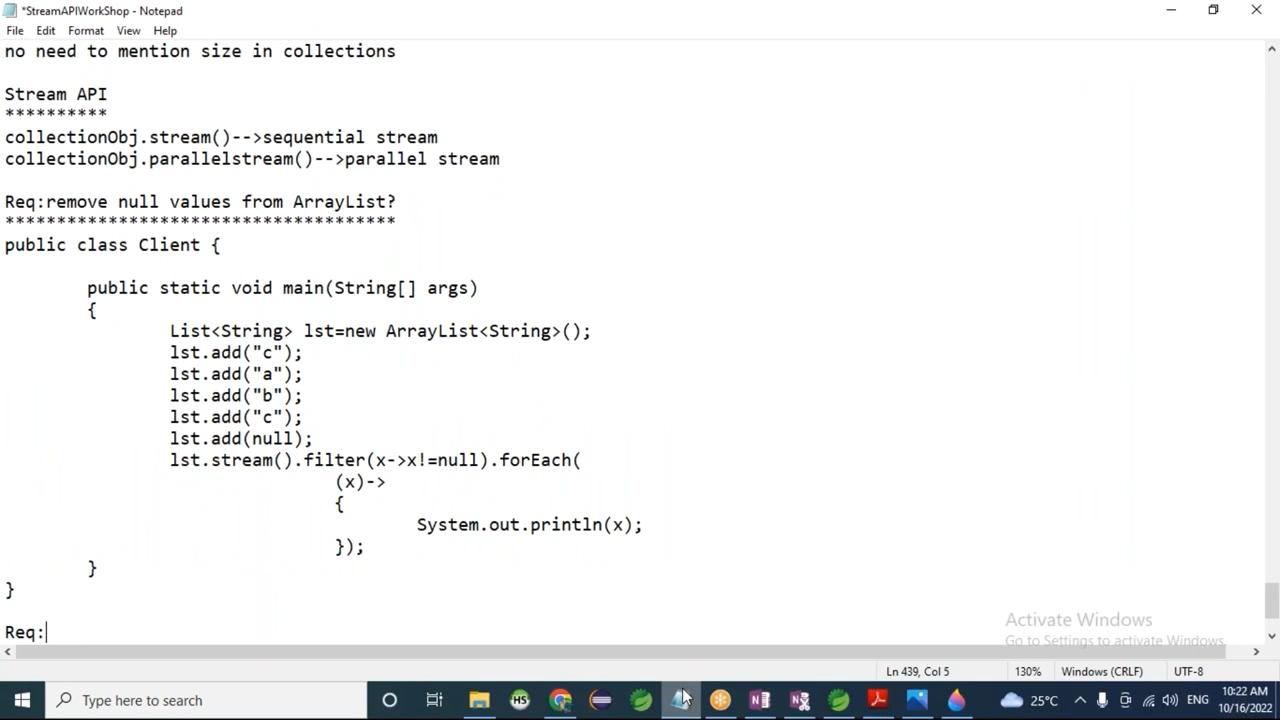 *StreamAPIWorkShop - Notepad
File Edit Format View Help
no need to mention size in collections
Stream API
**********
collectionObj.stream()-->sequential stream
collectionObj.parallelstream()-->parallel stream
Req:remove null values from ArrayList?
**************************************
public class Client {
public static void main(String[] args)
{
List<String> lst=new ArrayList<String>();
lst.add("c");
lst.add("a");
lst.add("b");
lst.add("c");
lst.add(null);
lst.stream().filter(x->x!=null).forEach(
(x)->
{
System.out.println(x);
});
}
}
Req:
Activate Windows
Go to Settings to activate Windows.
Ln 439, Col 5 130% Windows (CRLF) UTF-8
Type here to search HS 25°C ENG 10:22 AM
10/16/2022